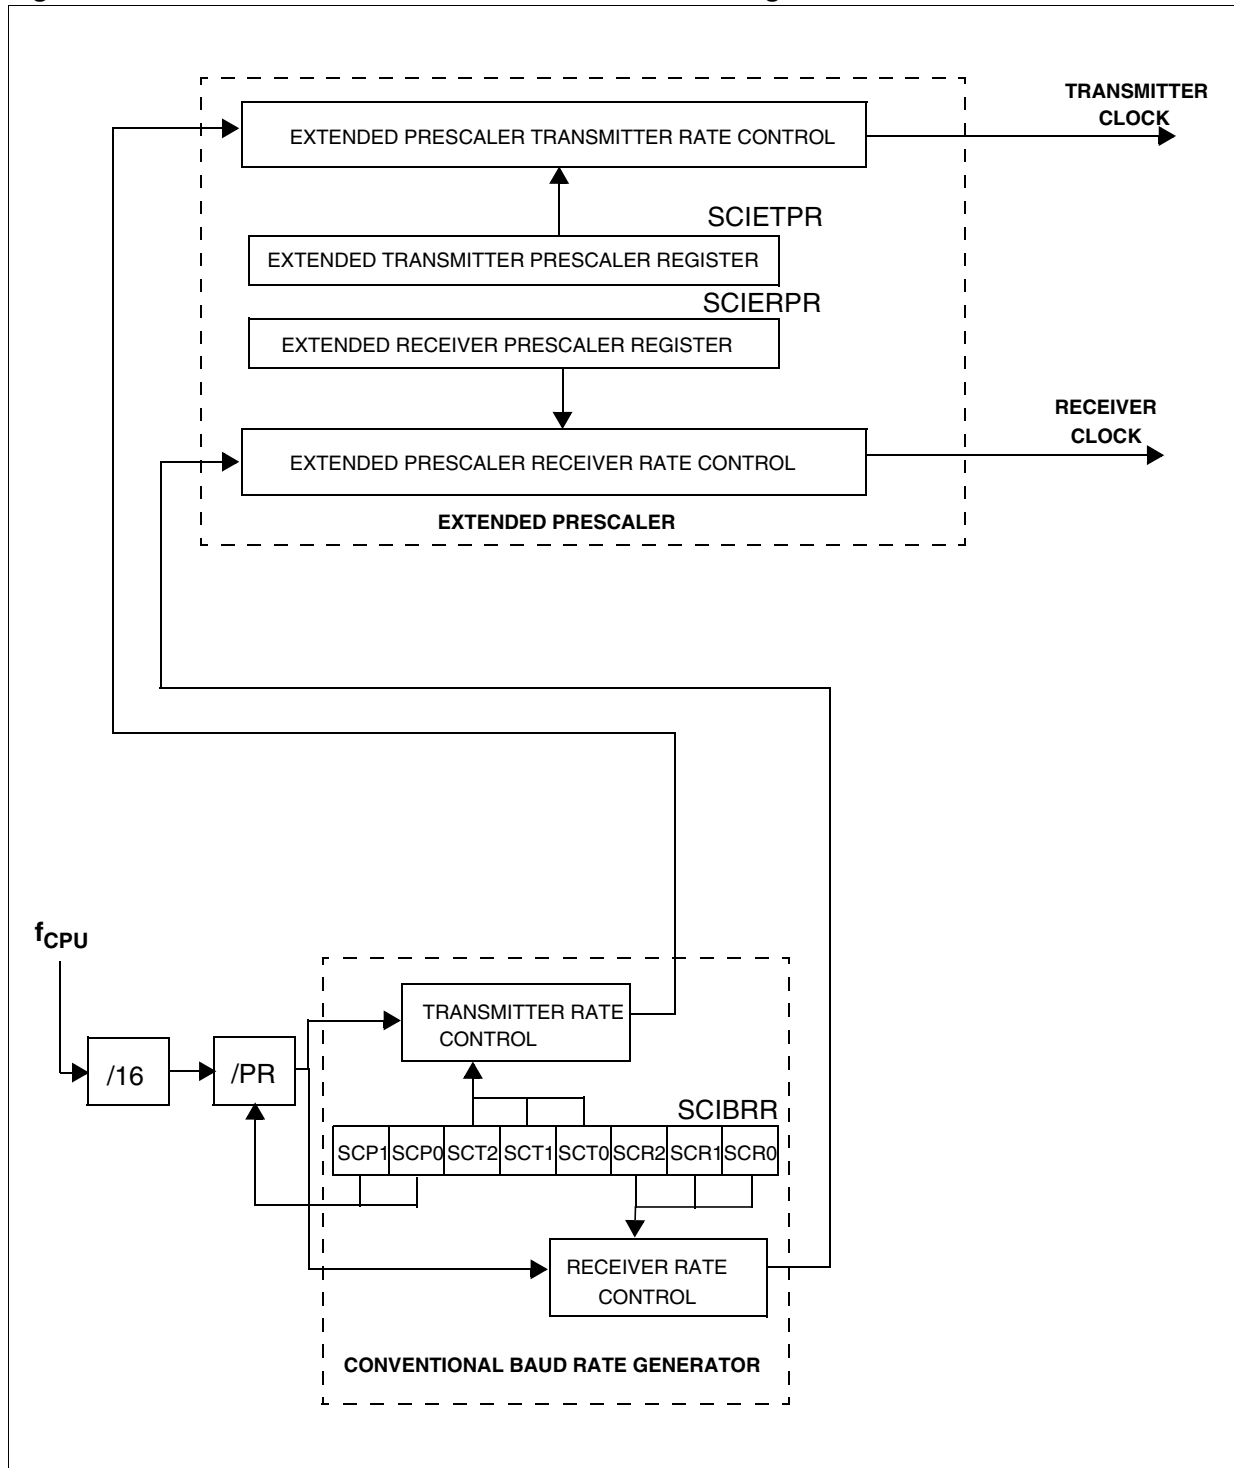 TRANSMITTER
CLOCK
EXTENDED PRESCALER TRANSMITTER RATE CONTROL
SCIETPR
EXTENDED TRANSMITTER PRESCALER REGISTER
SCIERPR
EXTENDED RECEIVER PRESCALER REGISTER
RECEIVER
CLOCK
EXTENDED PRESCALER RECEIVER RATE CONTROL
EXTENDED PRESCALER
fCPU
TRANSMITTER RATE
CONTROL
/16
/PR
SCIBRR
SCP1 SCP0 SCT2 SCT1 SCT0 SCR2 SCR1 SCR0
RECEIVER RATE
CONTROL
CONVENTIONAL BAUD RATE GENERATOR